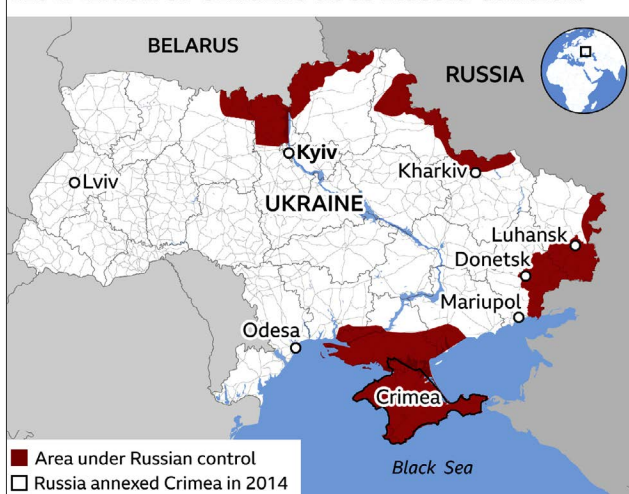 BELARUS
RUSSIA
Kyiv
Kharkiv
Lviv
UKRAINE
Luhansk
Donetsk
Mariupol
Odesa
Crimea
Area under Russian control
Black Sea
Russia annexed Crimea in 2014